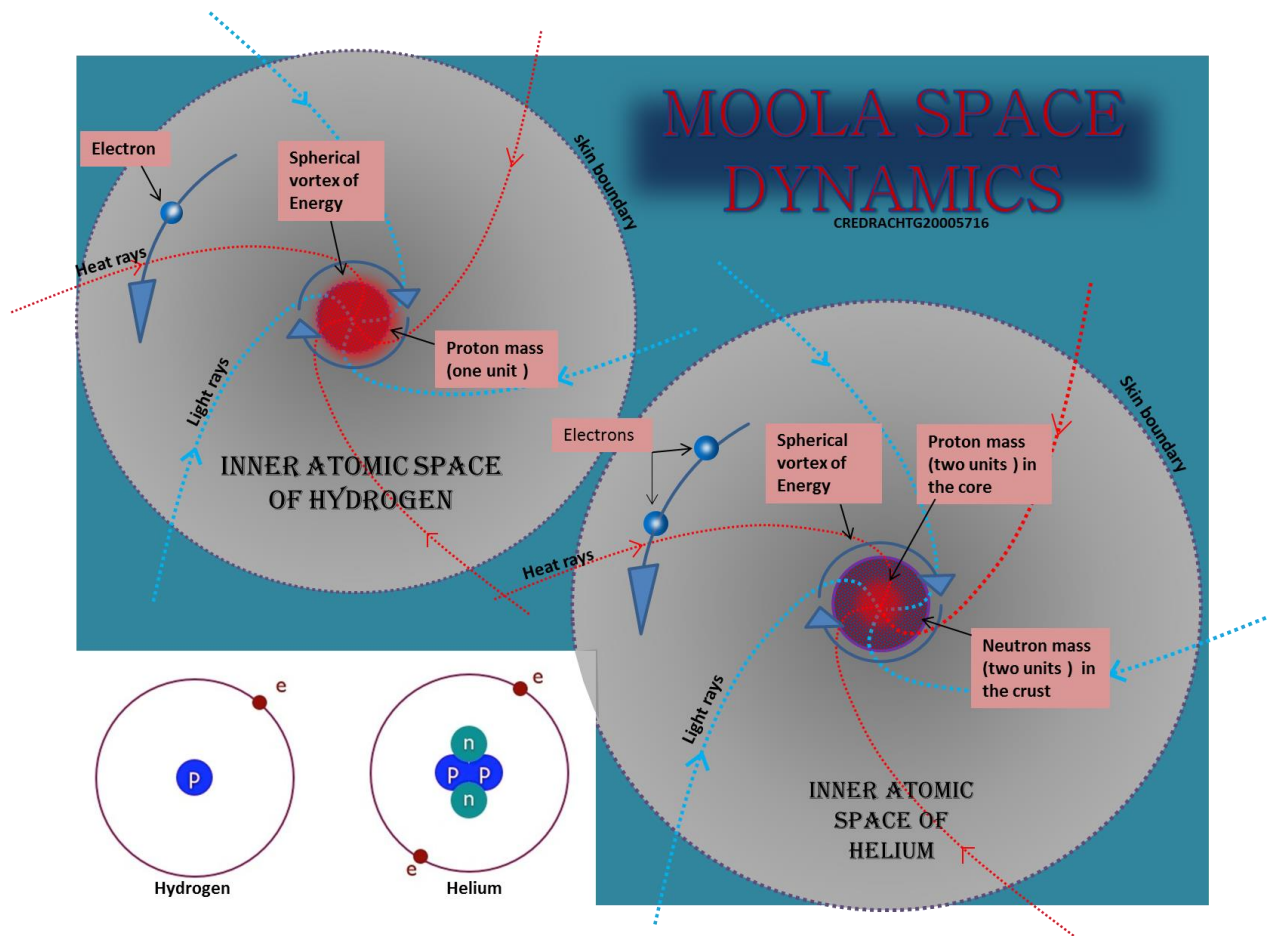 MOOLA SPACE
DYNAMICS
CREDRACHTG20005716
Electron
Spherical
vortex of
Energy
skin boundary
Heat rays
Proton mass
(one unit )
Light rays
INNER ATOMIC SPACE
OF HYDROGEN
Electrons
Spherical
vortex of
Energy
Proton mass
(two units ) in
the core
Skin boundary
Heat rays
Neutron mass
(two units ) in
the crust
Light rays
INNER ATOMIC
SPACE OF
HELIUM
e
p
Hydrogen
e
n
p p
n
e
Helium